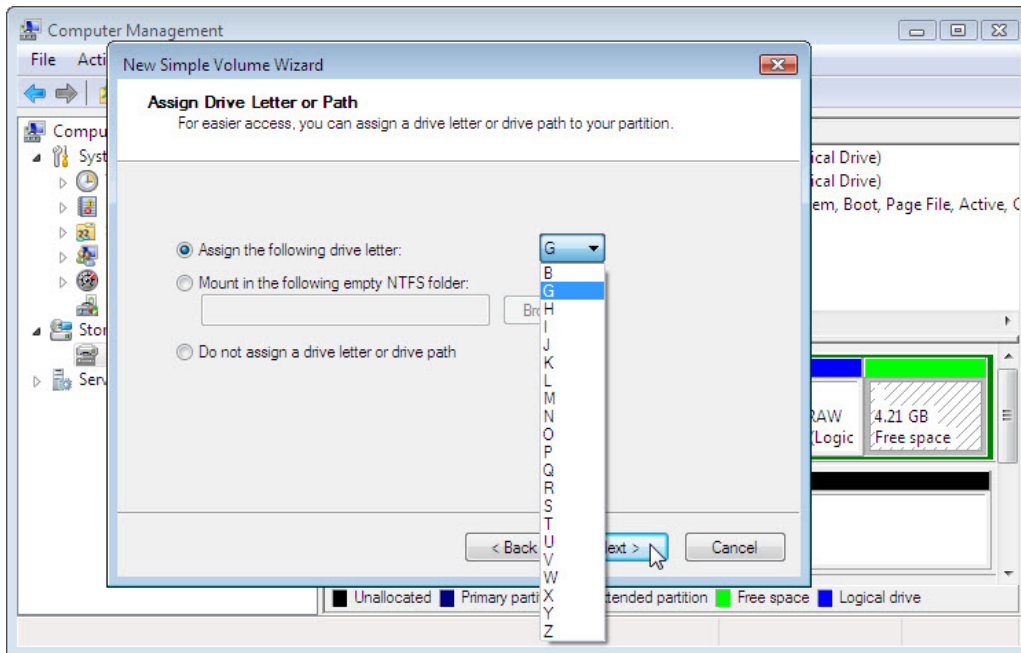 Computer Management
File Acti
New Simple Volume Wizard
Assign Drive Letter or Path
For easier access, you can assign a drive letter or drive path to your partition.
Compu
Syst
Stor
Serv
ical Drive)
ical Drive)
em, Boot, Page File, Active, C
Assign the following drive letter:
G
Mount in the following empty NTFS folder:
Bro
Do not assign a drive letter or drive path
B
G
H
I
J
K
L
M
N
O
P
Q
R
S
T
U
V
W
X
Y
Z
RAW
(Logic
4.21 GB
Free space
< Back
ext >
Cancel
Unallocated
Primary parti
tended partition
Free space
Logical drive